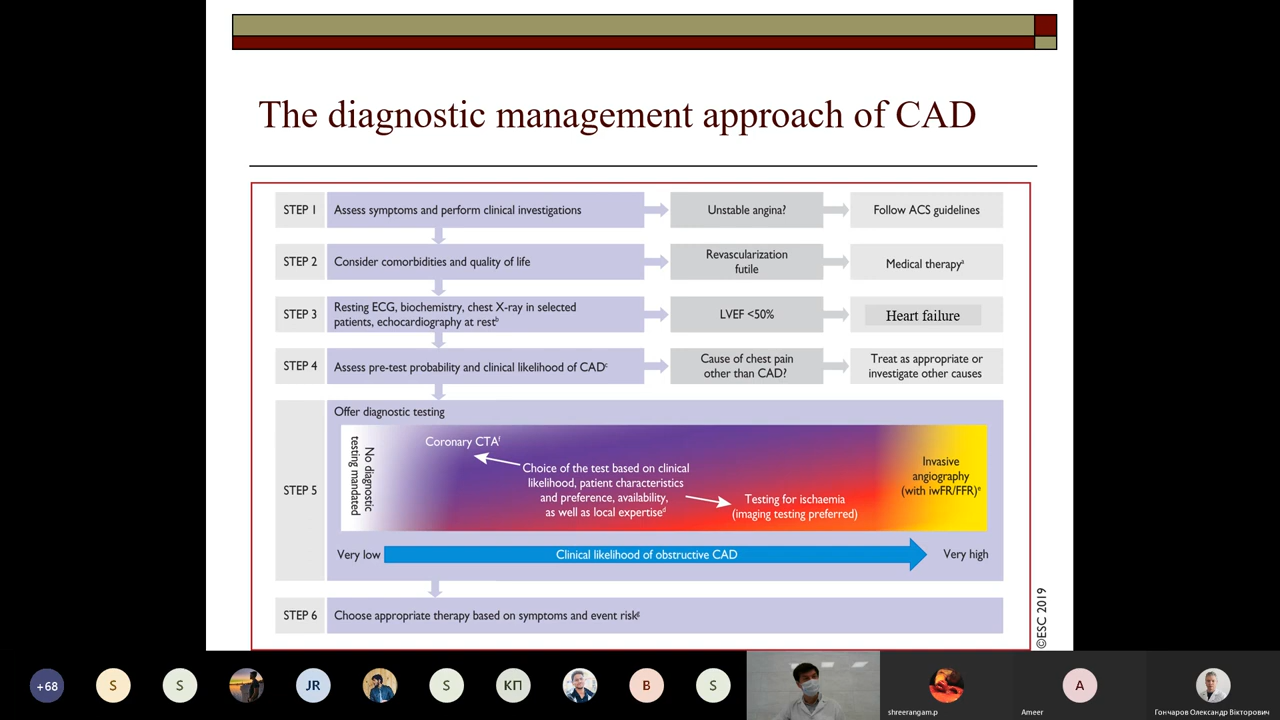 The diagnostic management approach of CAD
STEP 1
Assess symptoms and perform clinical investigations
Unstable angina?
Follow ACS guidelines
STEP 2
Consider comorbidities and quality of life
Revascularization
futile
Medical therapyᵃ
STEP 3
Resting ECG, biochemistry, chest X-ray in selected
patients, echocardiography at restᵇ
LVEF <50%
Heart failure
STEP 4
Assess pre-test probability and clinical likelihood of CADᶜ
Cause of chest pain
other than CAD?
Treat as appropriate or
investigate other causes
STEP 5
Offer diagnostic testing
No diagnostic
testing mandated
Coronary CTAᶠ
Choice of the test based on clinical
likelihood, patient characteristics
and preference, availability,
as well as local expertiseᵈ
Testing for ischaemia
(imaging testing preferred)
Invasive
angiography
(with iwFR/FFR)ᵉ
Very low
Clinical likelihood of obstructive CAD
Very high
STEP 6
Choose appropriate therapy based on symptoms and event riskᵍ
©ESC 2019
+68
S
S
JR
S
КП
B
S
shreerangam.p
A
Ameer
Гончаров Олександр Вікторович